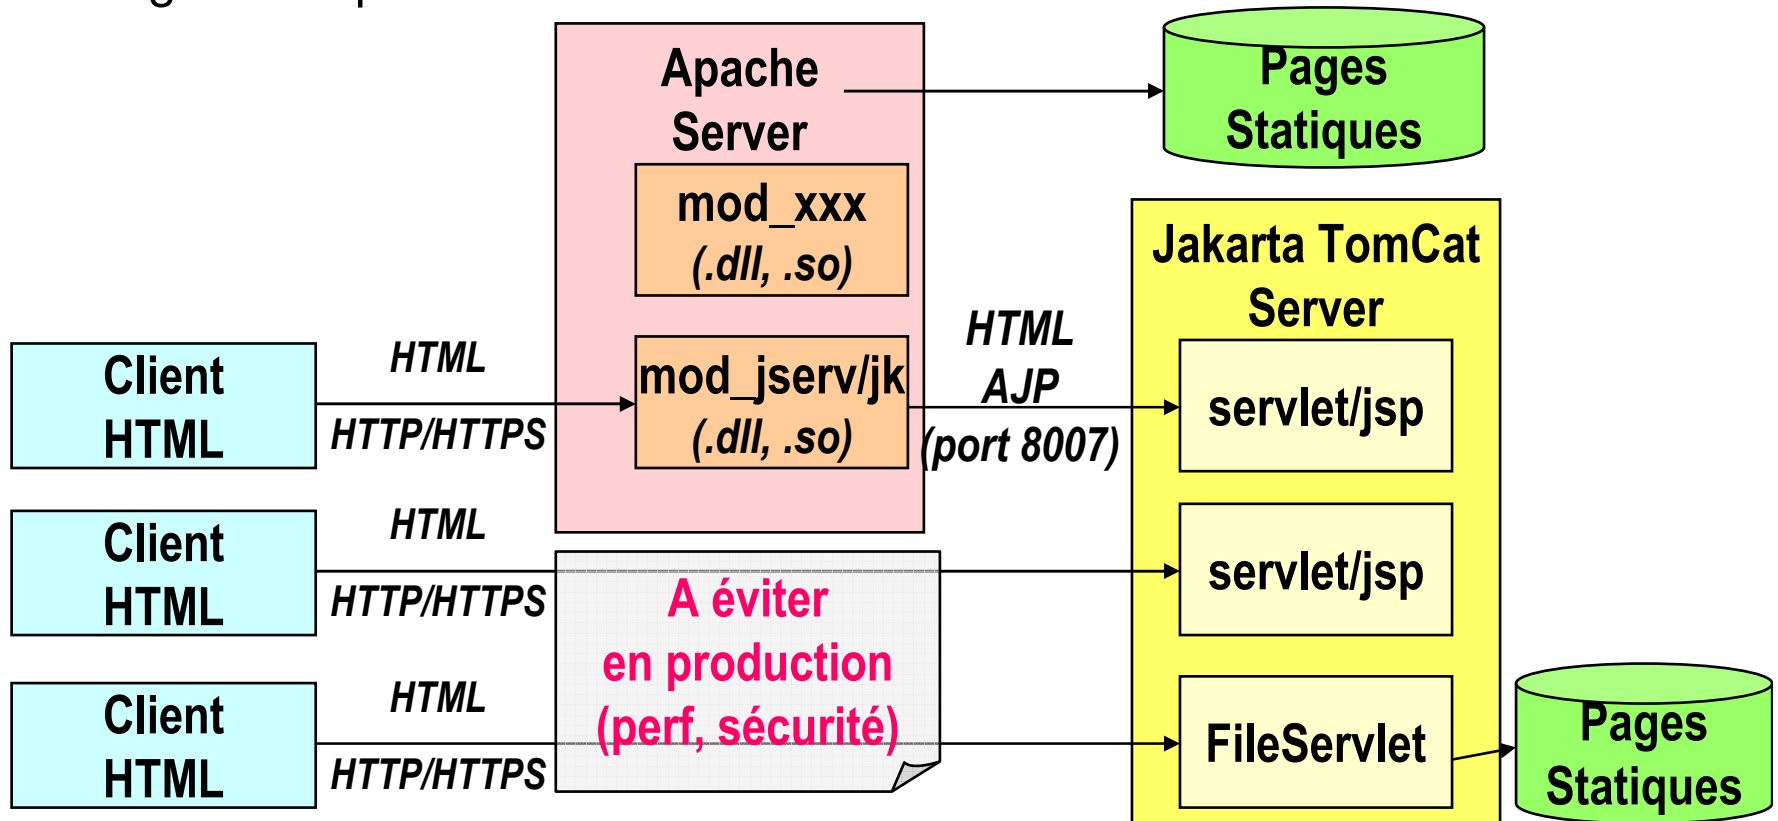 Apache
Server
mod_xxx
(.dll, .so)
mod_jserv/jk
(.dll, .so)
Pages
Statiques
Jakarta TomCat
Server
HTML
AJP
(port 8007)
servlet/jsp
servlet/jsp
FileServlet
Pages
Statiques
Client
HTML
HTML
HTTP/HTTPS
Client
HTML
HTML
HTTP/HTTPS
Client
HTML
HTML
HTTP/HTTPS
A éviter
en production
(perf, sécurité)